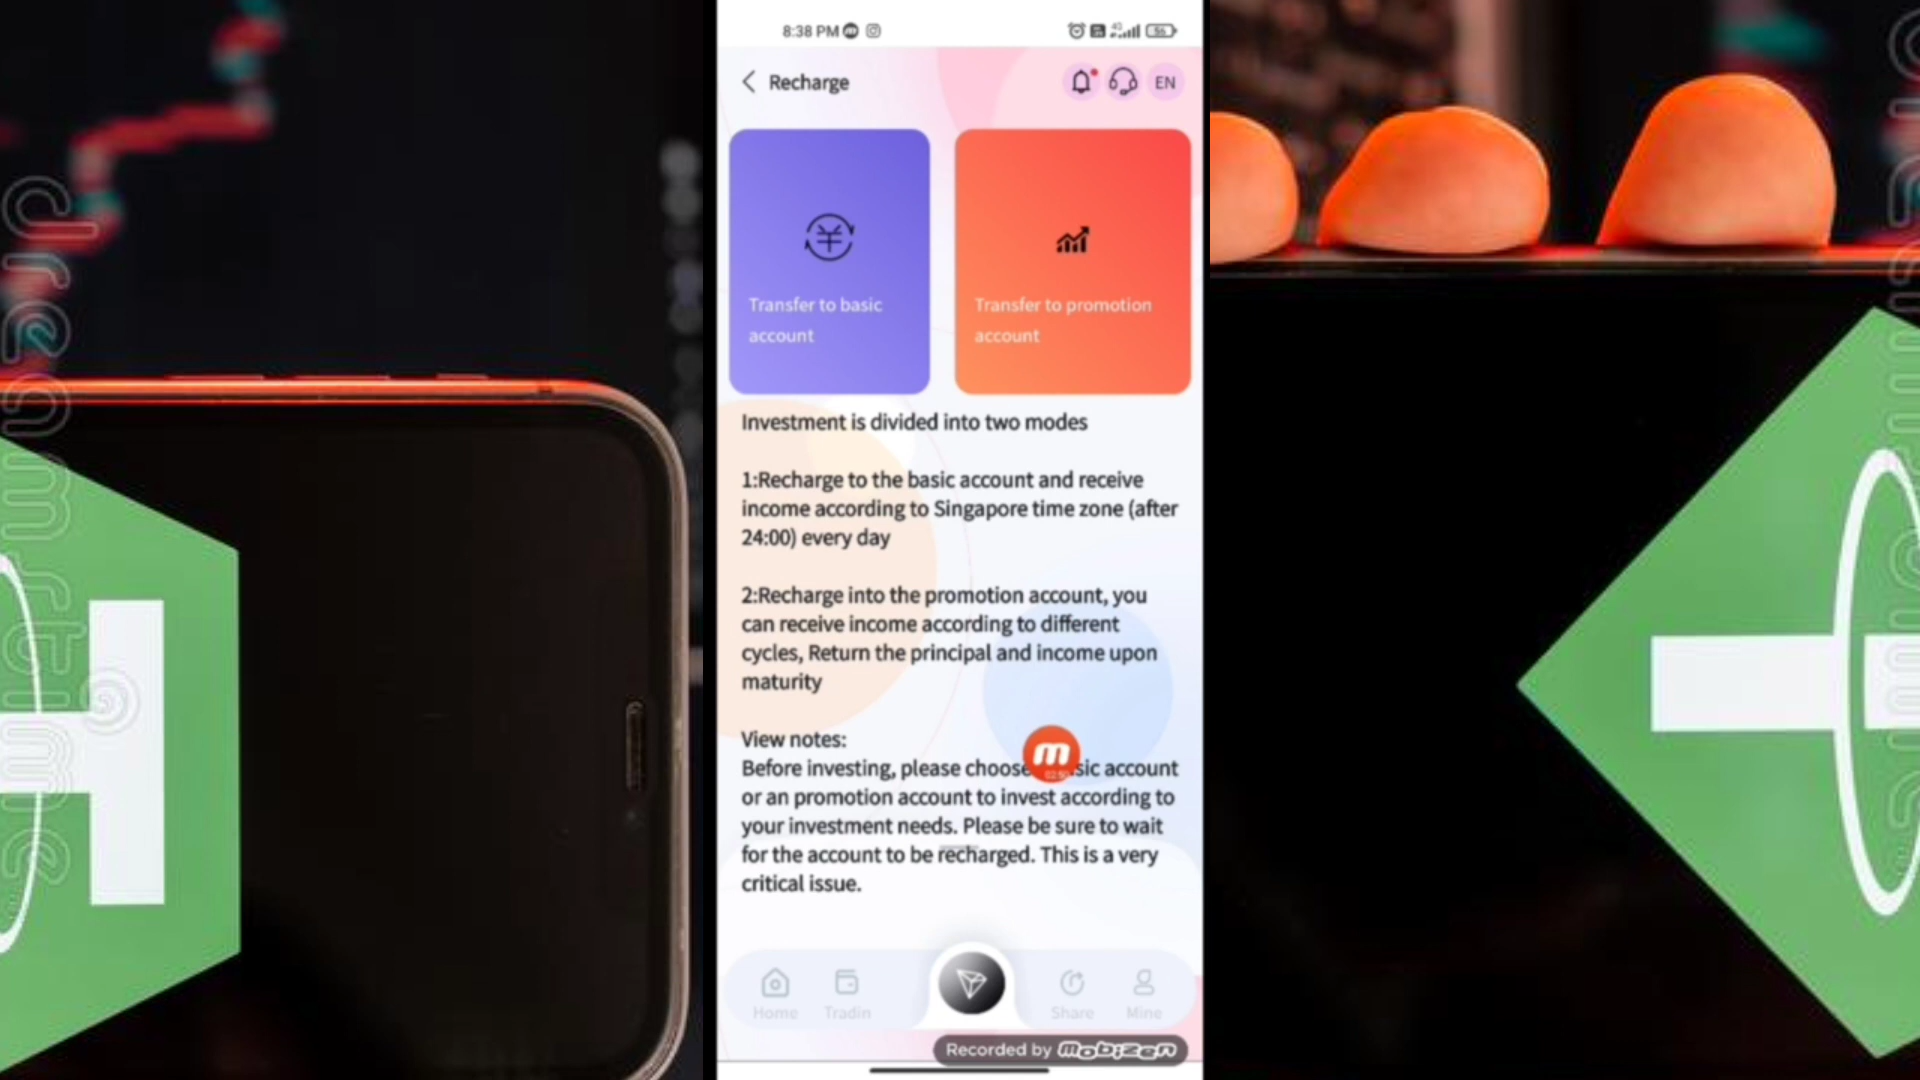 8:38 PM
Recharge
EN
Transfer to basic
account
Transfer to promotion
account
Investment is divided into two modes
1:Recharge to the basic account and receive
income according to Singapore time zone (after
24:00) every day
2:Recharge into the promotion account, you
can receive income according to different
cycles, Return the principal and income upon
maturity
View notes:
Before investing, please choose sic account
or an promotion account to invest according to
your investment needs. Please be sure to wait
for the account to be recharged. This is a very
critical issue.
Home
Tradin
Share
Mine
Recorded by mobizen